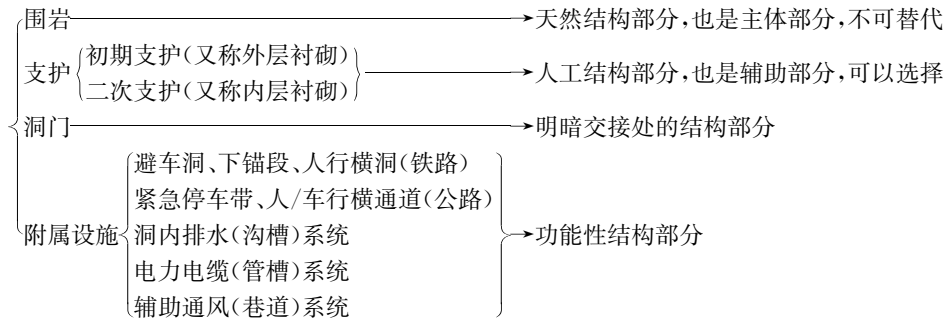 围岩 天然结构部分,也是主体部分,不可替代
支护 初期支护(又称外层衬砌)
二次支护(又称内层衬砌) 人工结构部分,也是辅助部分,可以选择
洞门 明暗交接处的结构部分
附属设施 避车洞、下锚段、人行横洞(铁路)
紧急停车带、人/车行横通道(公路)
洞内排水(沟槽)系统 功能性结构部分
电力电缆(管槽)系统
辅助通风(巷道)系统